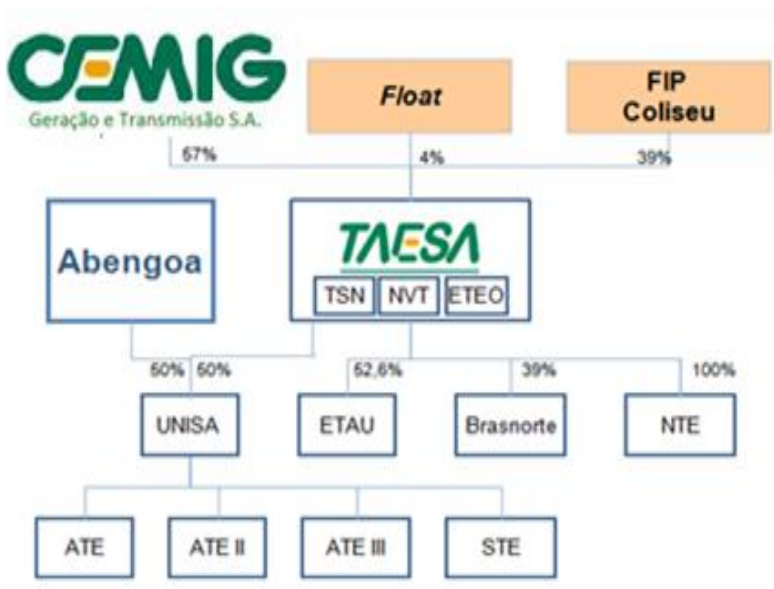 CEMIG
Geração e Transmissão S.A.
Float
FIP
Coliseu
57%
4%
39%
Abengoa
TAESA
TSN
NVT
ETEO
50%
50%
52,6%
39%
100%
UNISA
ETAU
Brasnorte
NTE
ATE
ATE II
ATE III
STE